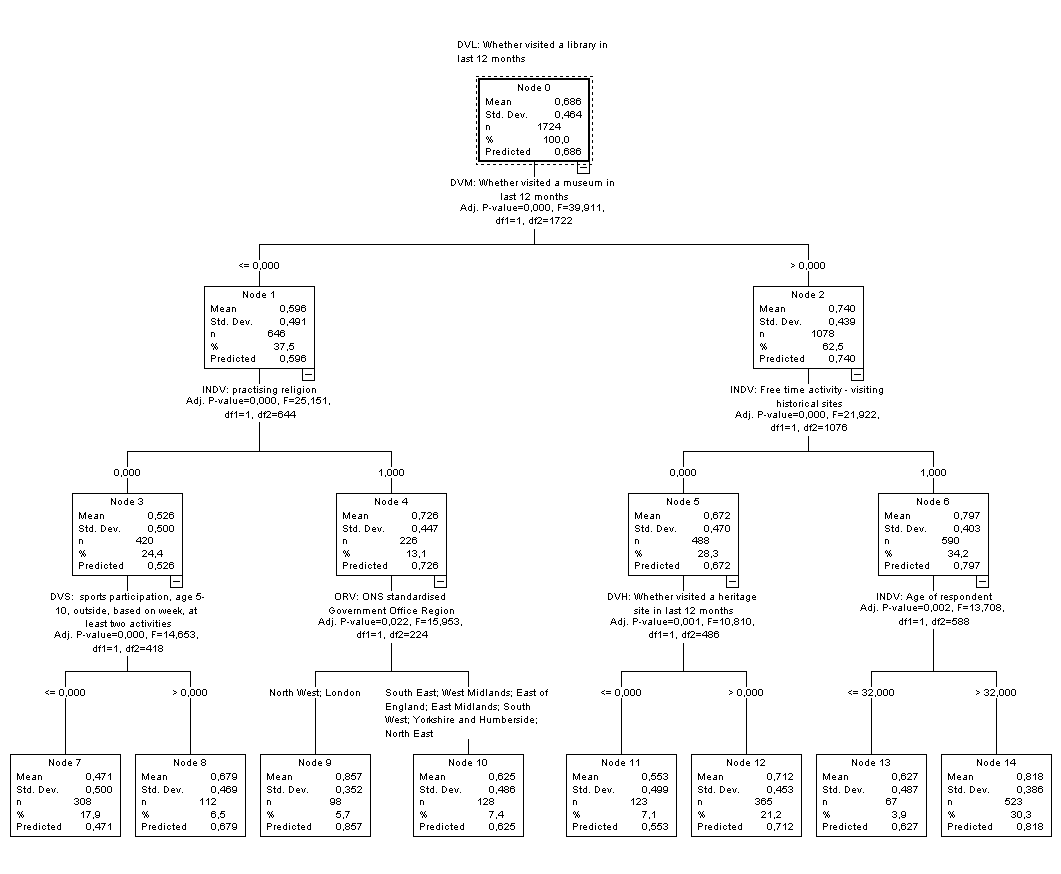 DVL: Whether visited a library in
last 12 months
Node 0
Mean 0,686
Std. Dev. 0,464
n 1724
% 100,0
Predicted 0,686
DVM: Whether visited a museum in
last 12 months
Adj. P-value=0,000, F=39,911,
df1=1, df2=1722
<= 0,000
> 0,000
Node 1
Mean 0,596
Std. Dev. 0,491
n 646
% 37,5
Predicted 0,596
Node 2
Mean 0,740
Std. Dev. 0,439
n 1078
% 62,5
Predicted 0,740
INDV: practising religion
Adj. P-value=0,000, F=25,151,
df1=1, df2=644
INDV: Free time activity - visiting
historical sites
Adj. P-value=0,000, F=21,922,
df1=1, df2=1076
0,000
1,000
0,000
1,000
Node 3
Mean 0,526
Std. Dev. 0,500
n 420
% 24,4
Predicted 0,526
Node 4
Mean 0,726
Std. Dev. 0,447
n 226
% 13,1
Predicted 0,726
Node 5
Mean 0,672
Std. Dev. 0,470
n 488
% 28,3
Predicted 0,672
Node 6
Mean 0,797
Std. Dev. 0,403
n 590
% 34,2
Predicted 0,797
DVS: sports participation, age 5-
10, outside, based on week, at
least two activities
Adj. P-value=0,000, F=14,653,
df1=1, df2=418
ORV: ONS standardised
Government Office Region
Adj. P-value=0,022, F=15,953,
df1=1, df2=224
DVH: Whether visited a heritage
site in last 12 months
Adj. P-value=0,001, F=10,810,
df1=1, df2=486
INDV: Age of respondent
Adj. P-value=0,002, F=13,708,
df1=1, df2=588
<= 0,000
> 0,000
North West; London
South East; West Midlands; East of
England; East Midlands; South
West; Yorkshire and Humberside;
North East
<= 0,000
> 0,000
<= 32,000
> 32,000
Node 7
Mean 0,471
Std. Dev. 0,500
n 308
% 17,9
Predicted 0,471
Node 8
Mean 0,679
Std. Dev. 0,469
n 112
% 6,5
Predicted 0,679
Node 9
Mean 0,857
Std. Dev. 0,352
n 98
% 5,7
Predicted 0,857
Node 10
Mean 0,625
Std. Dev. 0,486
n 128
% 7,4
Predicted 0,625
Node 11
Mean 0,553
Std. Dev. 0,499
n 123
% 7,1
Predicted 0,553
Node 12
Mean 0,712
Std. Dev. 0,453
n 365
% 21,2
Predicted 0,712
Node 13
Mean 0,627
Std. Dev. 0,487
n 67
% 3,9
Predicted 0,627
Node 14
Mean 0,818
Std. Dev. 0,386
n 523
% 30,3
Predicted 0,818